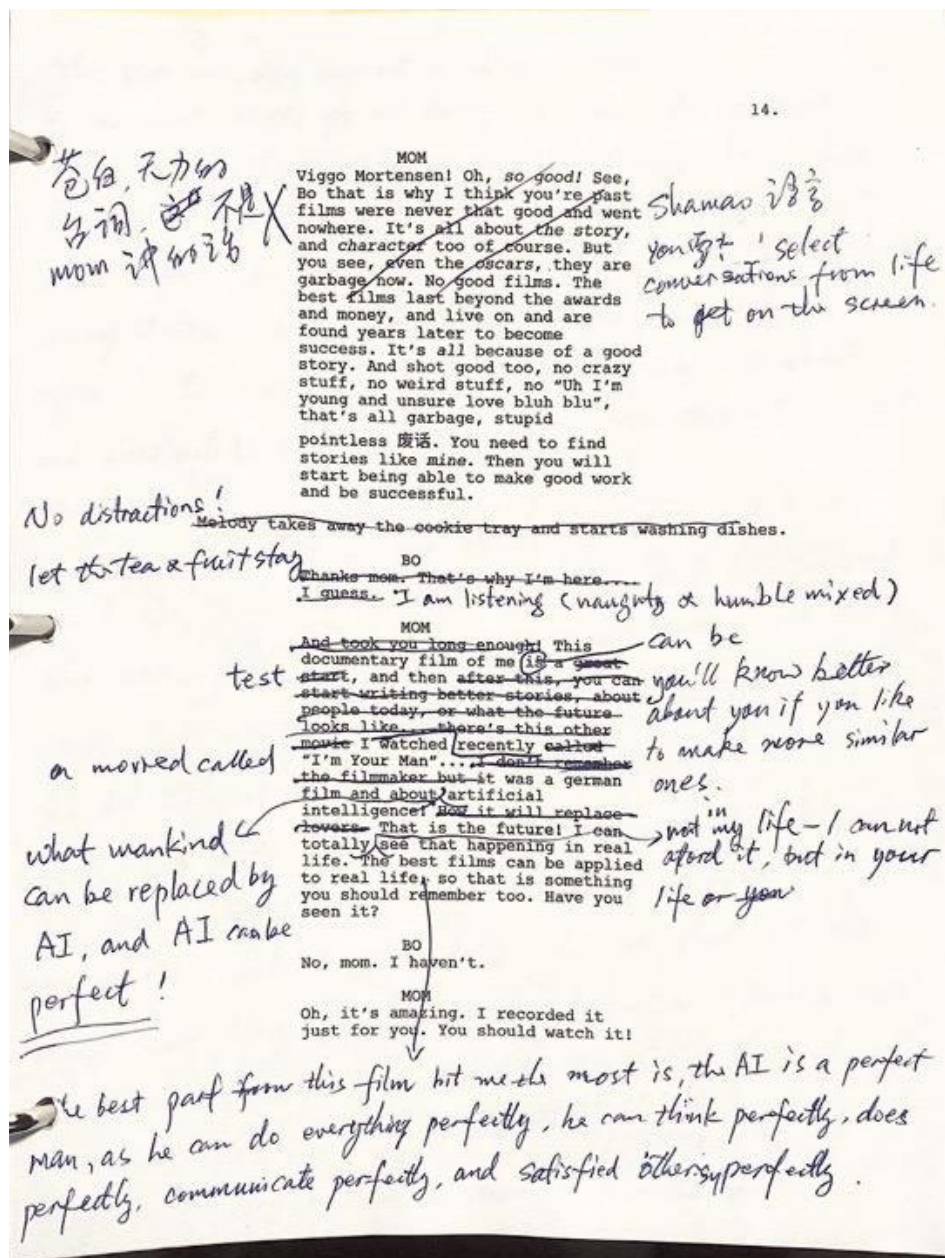 14.
苍白,无力的
台词, 不是
mom 讲的话
MOM
Viggo Mortensen! Oh, so good! See,
Bo that is why I think you're past
films were never that good and went
nowhere. It's all about the story,
and character too of course. But
you see, even the oscars, they are
garbage now. No good films. The
best films last beyond the awards
and money, and live on and are
found years later to become
success. It's all because of a good
story. And shot good too, no crazy
stuff, no weird stuff, no "Uh I'm
young and unsure love bluh blu",
that's all garbage, stupid
pointless 废话. You need to find
stories like mine. Then you will
start being able to make good work
and be successful.
语言
select
conversations from life
to get on the screen.
No distractions!
Melody takes away the cookie tray and starts washing dishes.
let the tea & fruit stay
BO
Thanks mom. That's why I'm here....
I guess. "I am listening (naughty & humble mixed)
MOM
And took you long enough! This
documentary film of me is a great
start, and then after this, you can
start writing better stories, about
people today, or what the future
looks like... there's this other
movie I watched recently called
"I'm Your Man"....I don't remember
the filmmaker but it was a german
film and about artificial
intelligence! How it will replace
lovers. That is the future! I can
totally see that happening in real
life. The best films can be applied
to real life, so that is something
you should remember too. Have you
seen it?
test
a movied called
what mankind
can be replaced by
AI, and AI can be
perfect!
can be
you'll know better
about you if you like
to make more similar
ones.
not in my life - I cannot
aford it, but in your
life or you
BO
No, mom. I haven't.
MOM
Oh, it's amazing. I recorded it
just for you. You should watch it!
The best part from this film hit me the most is, the AI is a perfect
man, as he can do everything perfectly, he can think perfectly, does
perfectly, communicate perfectly, and satisfied perfectly.